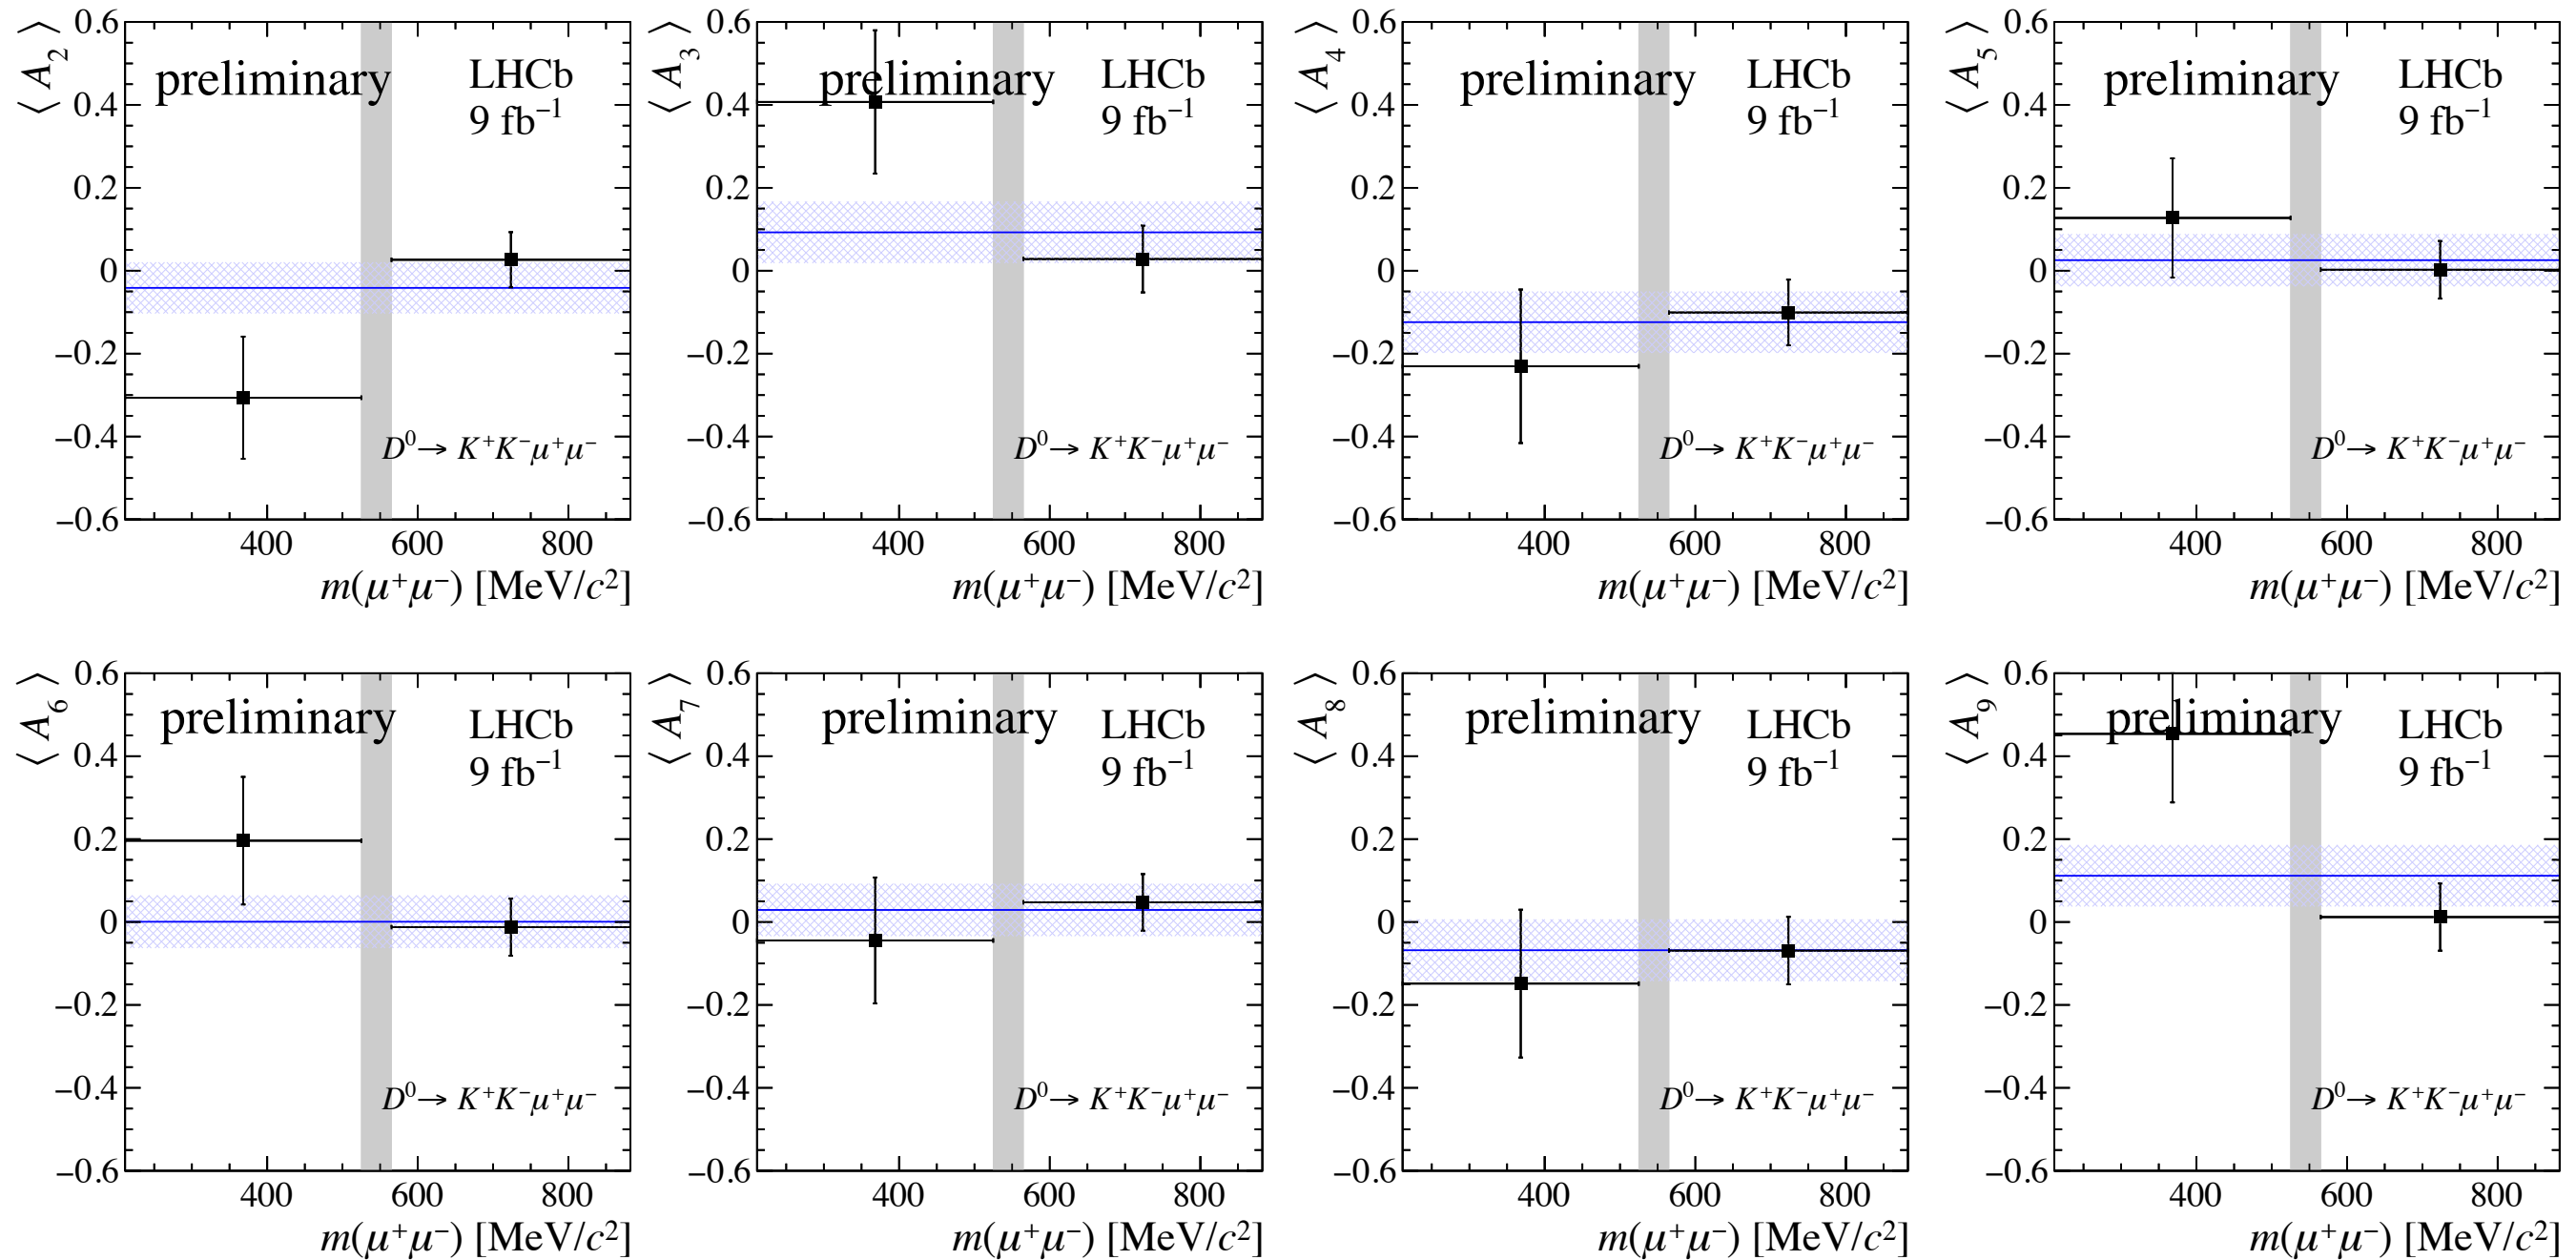 ⟨A₂⟩
preliminary
LHCb
9 fb⁻¹
0.6
0.4
0.2
0
−0.2
−0.4
−0.6
D⁰→ K⁺K⁻μ⁺μ⁻
400 600 800
m(μ⁺μ⁻) [MeV/c²]
⟨A₃⟩
preliminary
LHCb
9 fb⁻¹
0.6
0.4
0.2
0
−0.2
−0.4
−0.6
D⁰→ K⁺K⁻μ⁺μ⁻
400 600 800
m(μ⁺μ⁻) [MeV/c²]
⟨A₄⟩
preliminary
LHCb
9 fb⁻¹
0.6
0.4
0.2
0
−0.2
−0.4
−0.6
D⁰→ K⁺K⁻μ⁺μ⁻
400 600 800
m(μ⁺μ⁻) [MeV/c²]
⟨A₅⟩
preliminary
LHCb
9 fb⁻¹
0.6
0.4
0.2
0
−0.2
−0.4
−0.6
D⁰→ K⁺K⁻μ⁺μ⁻
400 600 800
m(μ⁺μ⁻) [MeV/c²]
⟨A₆⟩
preliminary
LHCb
9 fb⁻¹
0.6
0.4
0.2
0
−0.2
−0.4
−0.6
D⁰→ K⁺K⁻μ⁺μ⁻
400 600 800
m(μ⁺μ⁻) [MeV/c²]
⟨A₇⟩
preliminary
LHCb
9 fb⁻¹
0.6
0.4
0.2
0
−0.2
−0.4
−0.6
D⁰→ K⁺K⁻μ⁺μ⁻
400 600 800
m(μ⁺μ⁻) [MeV/c²]
⟨A₈⟩
preliminary
LHCb
9 fb⁻¹
0.6
0.4
0.2
0
−0.2
−0.4
−0.6
D⁰→ K⁺K⁻μ⁺μ⁻
400 600 800
m(μ⁺μ⁻) [MeV/c²]
⟨A₉⟩
preliminary
LHCb
9 fb⁻¹
0.6
0.4
0.2
0
−0.2
−0.4
−0.6
D⁰→ K⁺K⁻μ⁺μ⁻
400 600 800
m(μ⁺μ⁻) [MeV/c²]